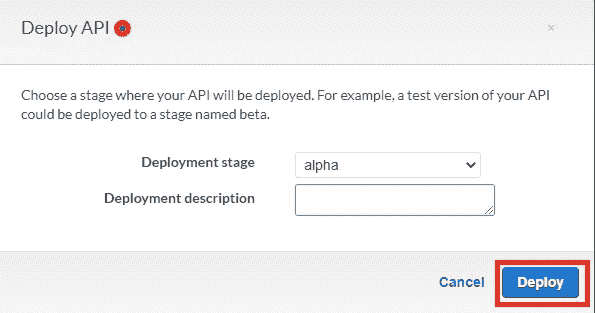 Deploy API
Choose a stage where your API will be deployed. For example, a test version of your API
could be deployed to a stage named beta.
Deployment stage alpha
Deployment description
Cancel Deploy